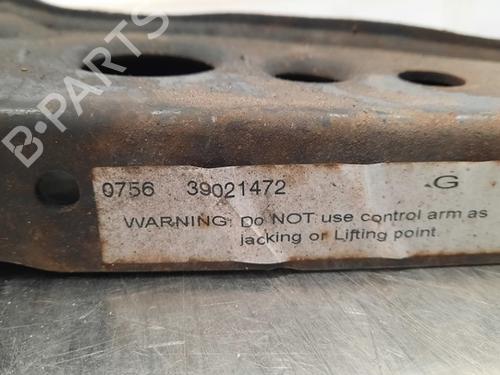 B-PARTS
0756 39021472 G
WARNING: Do NOT use control arm as
jacking or Lifting point